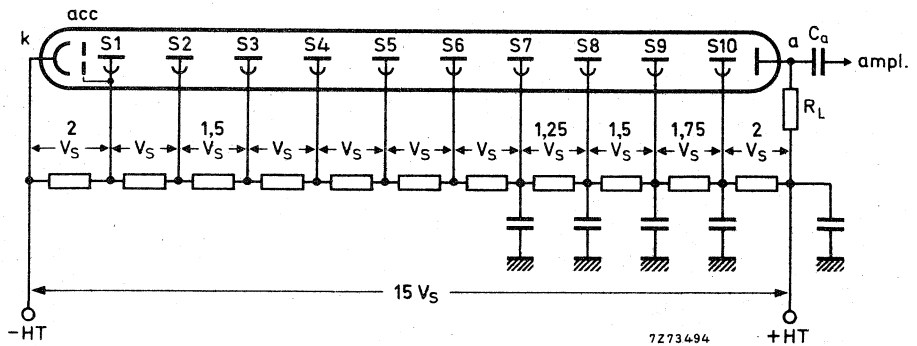 acc
k S1 S2 S3 S4 S5 S6 S7 S8 S9 S10 a Ca
ampl.
RL
2 1,5 1,25 1,5 1,75 2
VS VS VS VS VS VS VS VS VS VS VS
15 VS
-HT +HT
7Z73494